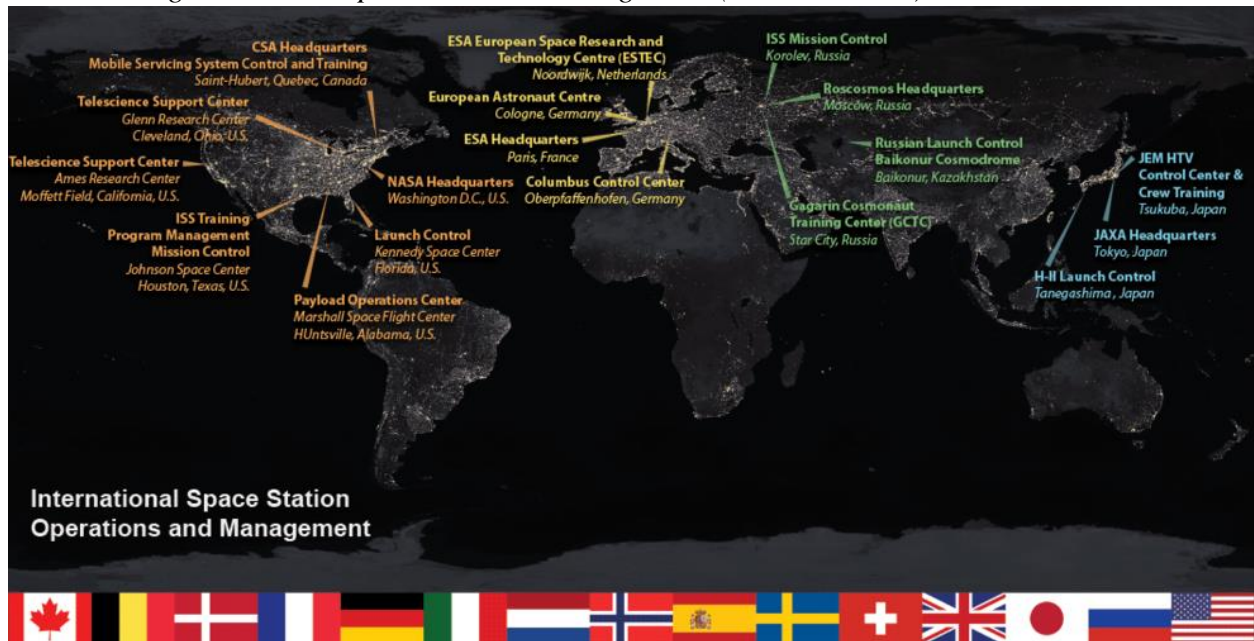 CSA Headquarters
Mobile Servicing System Control and Training
Saint-Hubert, Quebec, Canada
Telescience Support Center
Glenn Research Center
Cleveland, Ohio, U.S.
Telescience Support Center
Ames Research Center
Moffett Field, California, U.S.
NASA Headquarters
Washington D.C., U.S.
ISS Training
Program Management
Mission Control
Johnson Space Center
Houston, Texas, U.S.
Launch Control
Kennedy Space Center
Florida, U.S.
Payload Operations Center
Marshall Space Flight Center
HUntsville, Alabama, U.S.
ESA European Space Research and
Technology Centre (ESTEC)
Noordwijk, Netherlands
European Astronaut Centre
Cologne, Germany
ESA Headquarters
Paris, France
Columbus Control Center
Oberpfaffenhofen, Germany
ISS Mission Control
Korolev, Russia
Roscosmos Headquarters
Moscow, Russia
Russian Launch Control
Baikonur Cosmodrome
Baikonur, Kazakhstan
Gagarin Cosmonaut
Training Center (GCTC)
Star City, Russia
JEM HTV
Control Center &
Crew Training
Tsukuba, Japan
JAXA Headquarters
Tokyo, Japan
H-II Launch Control
Tanegashima , Japan
International Space Station
Operations and Management